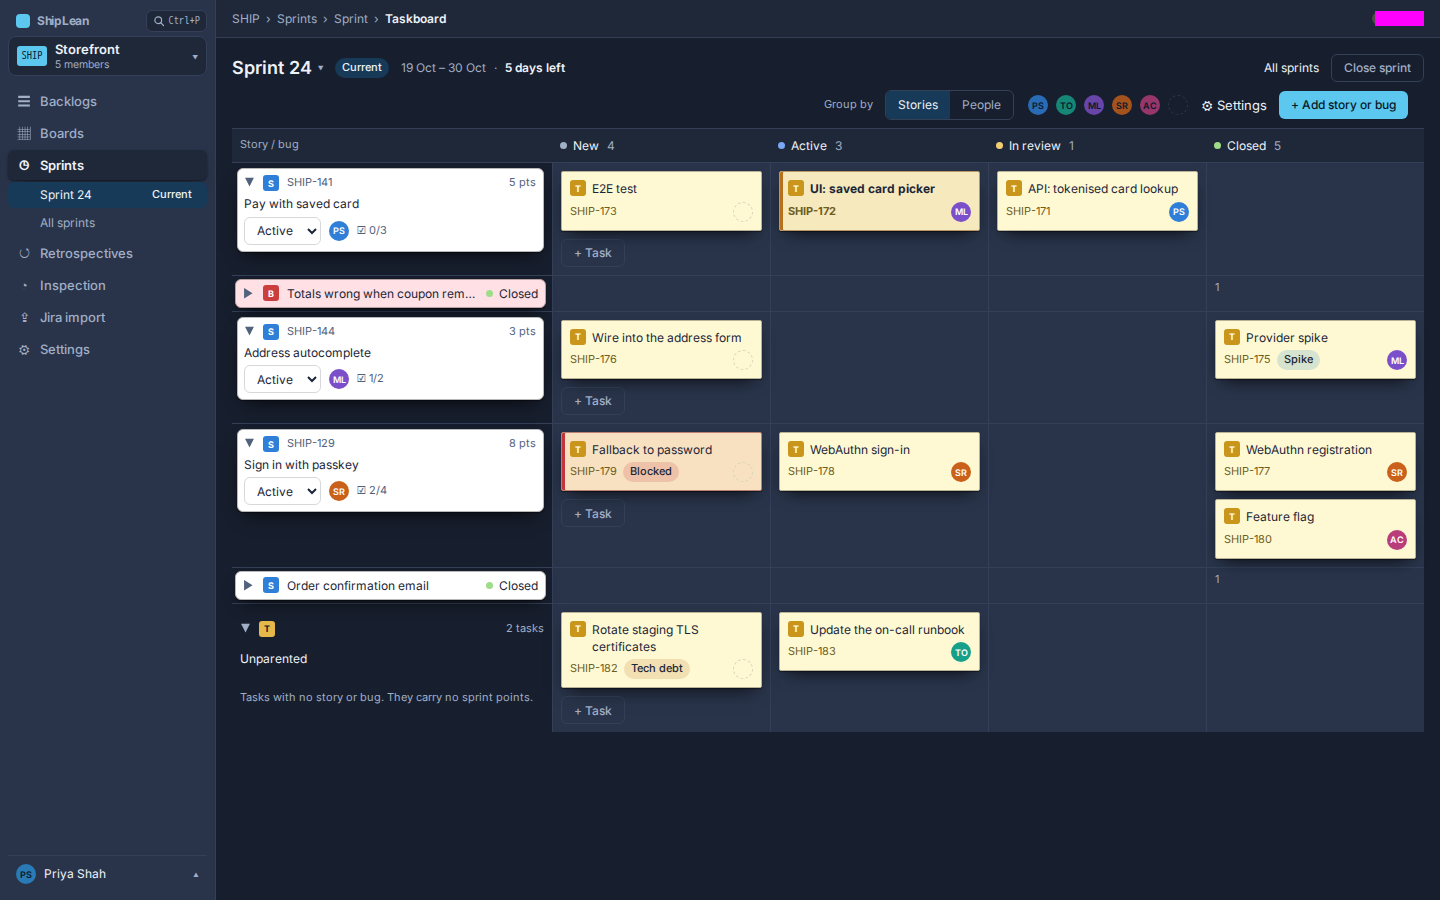 ShipLean
Ctrl+P
SHIP
Storefront
5 members
Backlogs
Boards
Sprints
Sprint 24
Current
All sprints
Retrospectives
Inspection
Jira import
Settings
PS
Priya Shah
SHIP › Sprints › Sprint › Taskboard
Sprint 24
Current
19 Oct – 30 Oct · 5 days left
All sprints
Close sprint
Group by
Stories
People
PS
TO
ML
SR
AC
Settings
+ Add story or bug
Story / bug
New 4
Active 3
In review 1
Closed 5
S SHIP-141 5 pts
Pay with saved card
Active PS 0/3
T E2E test
SHIP-173
+ Task
T UI: saved card picker
SHIP-172 ML
T API: tokenised card lookup
SHIP-171 PS
B Totals wrong when coupon rem... Closed
1
S SHIP-144 3 pts
Address autocomplete
Active ML 1/2
T Wire into the address form
SHIP-176
+ Task
T Provider spike
SHIP-175 Spike ML
S SHIP-129 8 pts
Sign in with passkey
Active SR 2/4
T Fallback to password
SHIP-179 Blocked
+ Task
T WebAuthn sign-in
SHIP-178 SR
T WebAuthn registration
SHIP-177 SR
T Feature flag
SHIP-180 AC
S Order confirmation email Closed
1
T 2 tasks
Unparented
Tasks with no story or bug. They carry no sprint points.
T Rotate staging TLS
certificates
SHIP-182 Tech debt
+ Task
T Update the on-call runbook
SHIP-183 TO